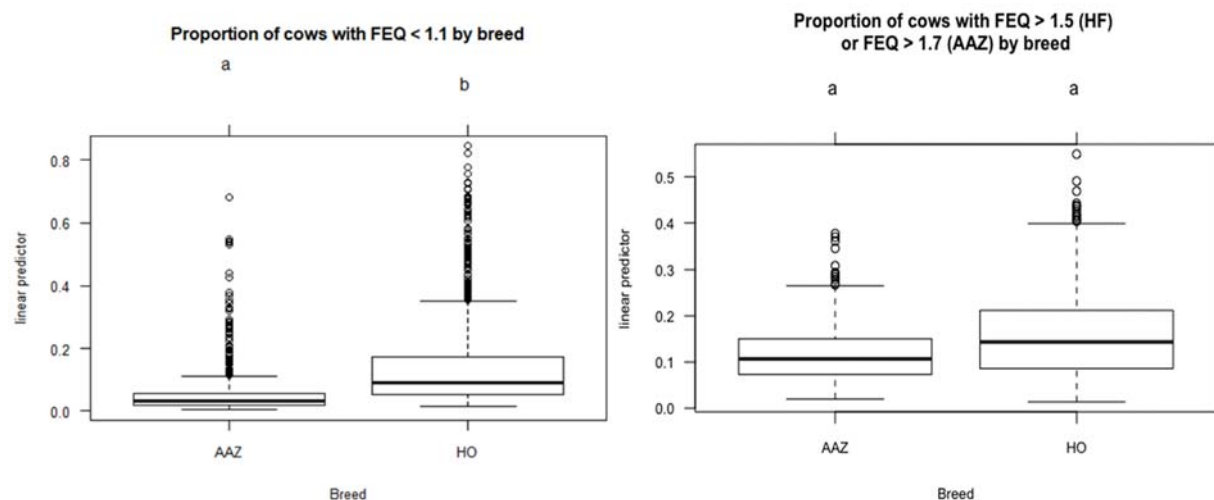 Proportion of cows with FEQ < 1.1 by breed
a
b
0.8
0.6
0.4
0.2
0.0
linear predictor
AAZ
HO
Breed
Proportion of cows with FEQ > 1.5 (HF)
or FEQ > 1.7 (AAZ) by breed
a
a
0.5
0.4
0.3
0.2
0.1
0.0
linear predictor
AAZ
HO
Breed